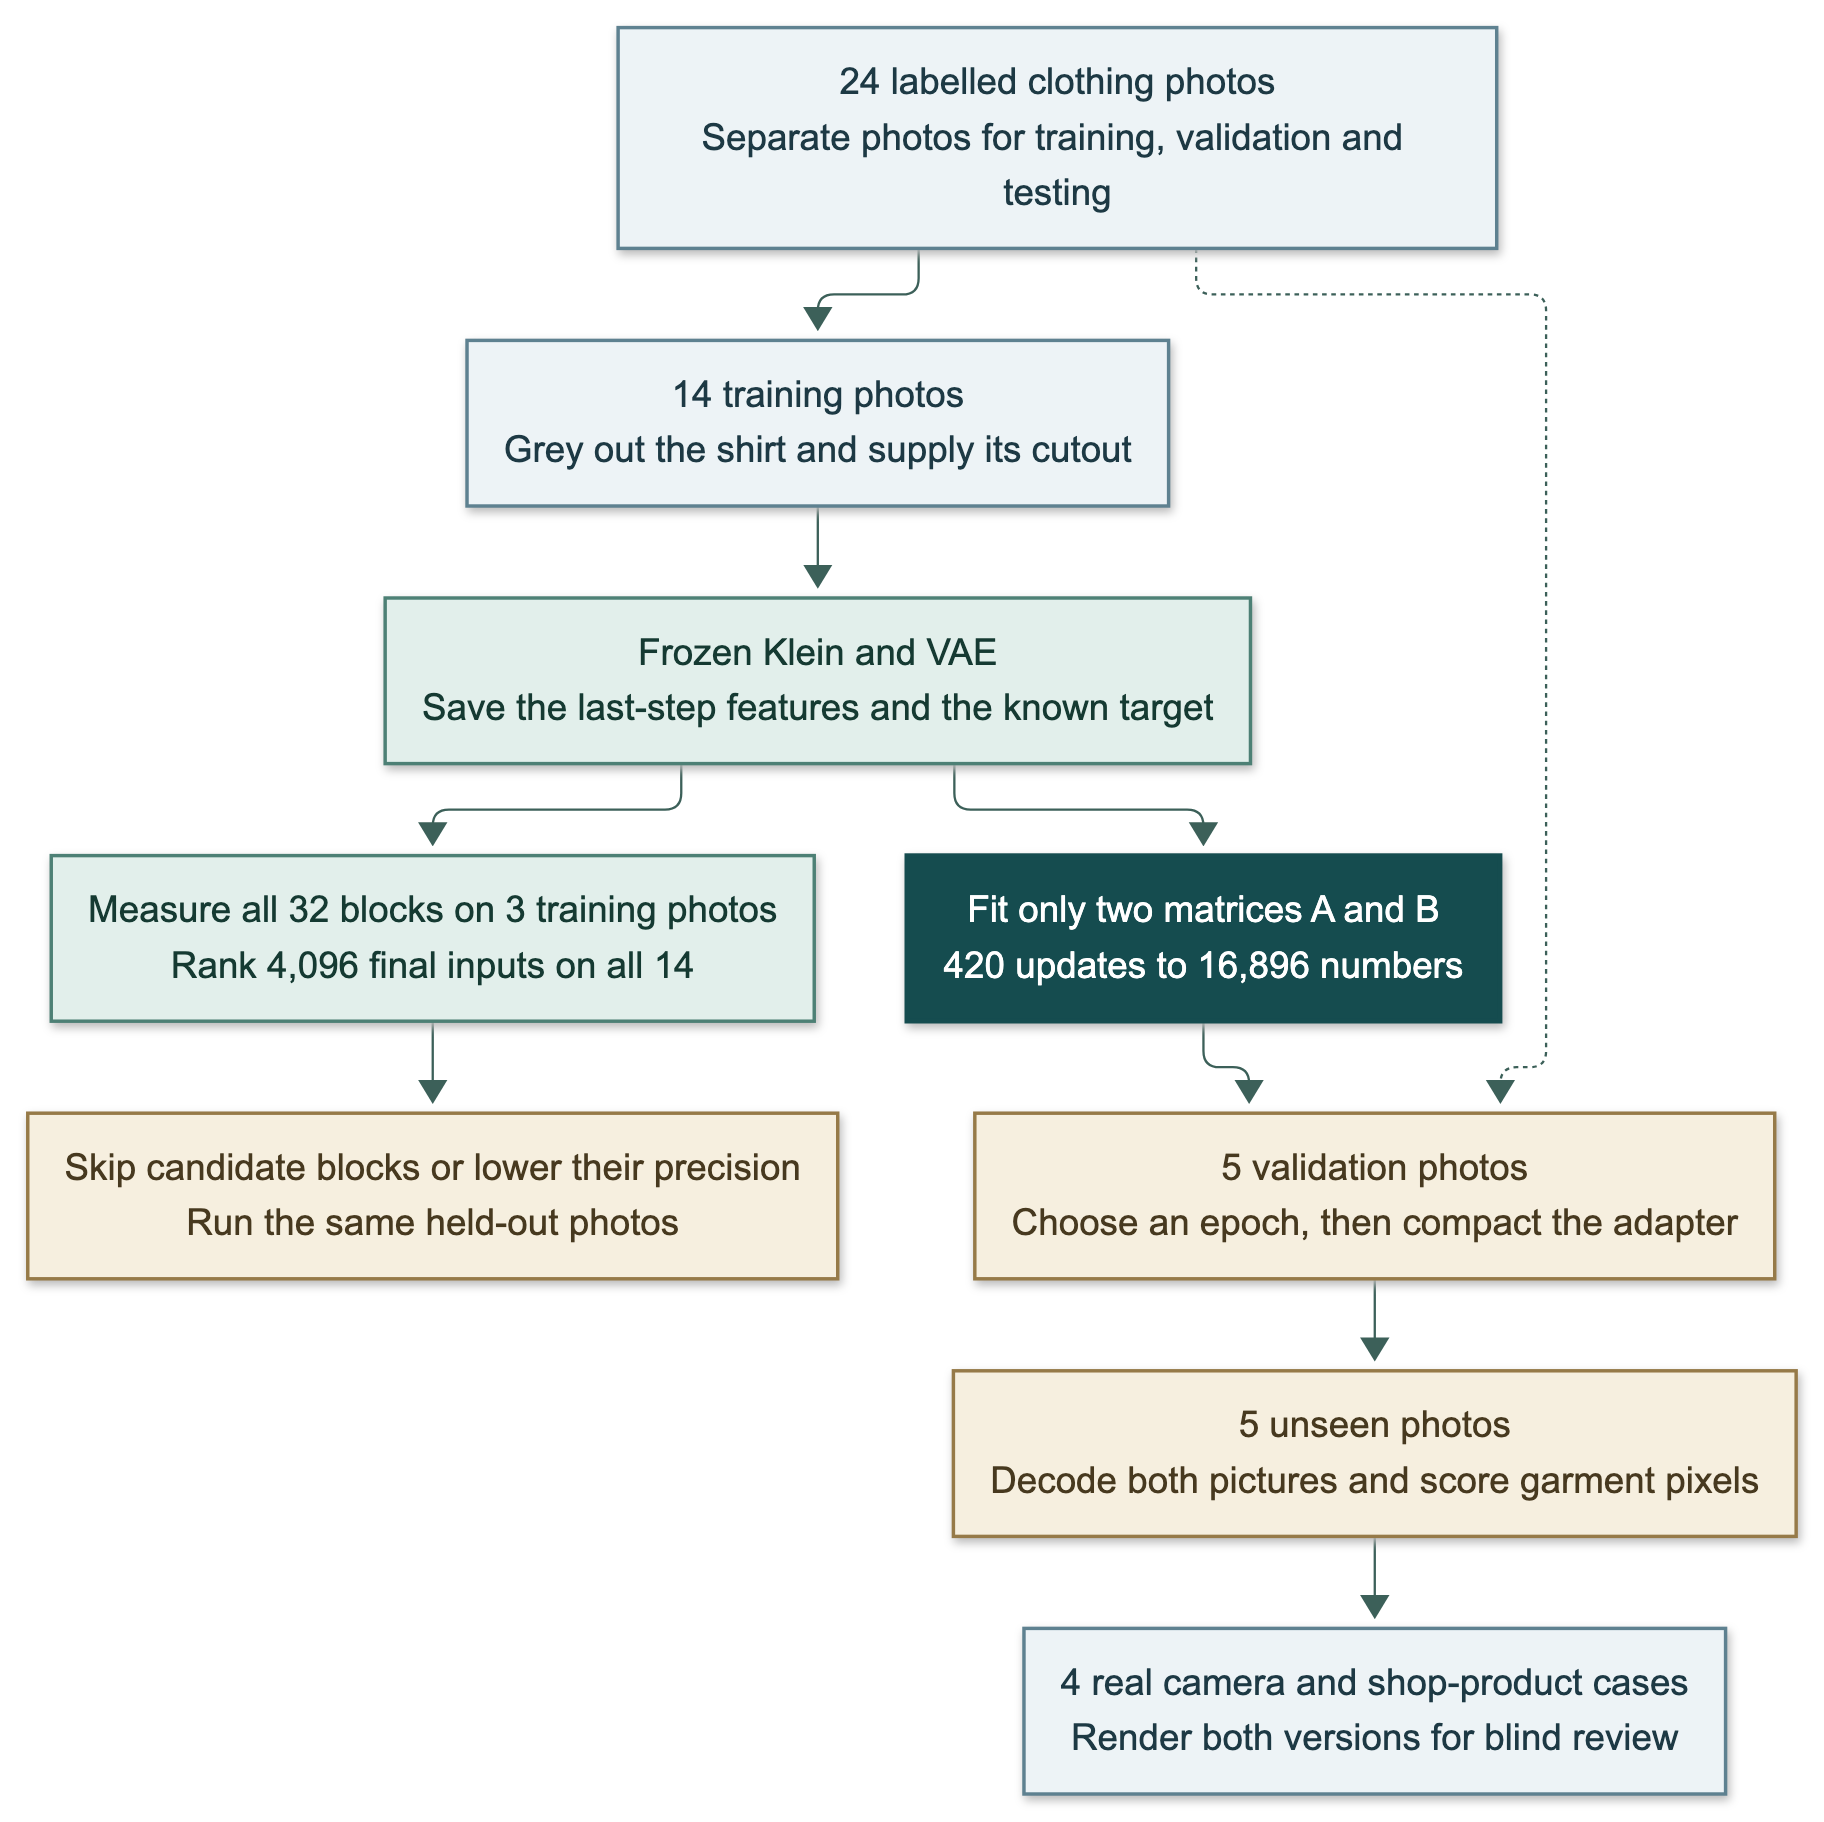 24 labelled clothing photos
Separate photos for training, validation and
testing
14 training photos
Grey out the shirt and supply its cutout
Frozen Klein and VAE
Save the last-step features and the known target
Measure all 32 blocks on 3 training photos
Rank 4,096 final inputs on all 14
Fit only two matrices A and B
420 updates to 16,896 numbers
Skip candidate blocks or lower their precision
Run the same held-out photos
5 validation photos
Choose an epoch, then compact the adapter
5 unseen photos
Decode both pictures and score garment pixels
4 real camera and shop-product cases
Render both versions for blind review